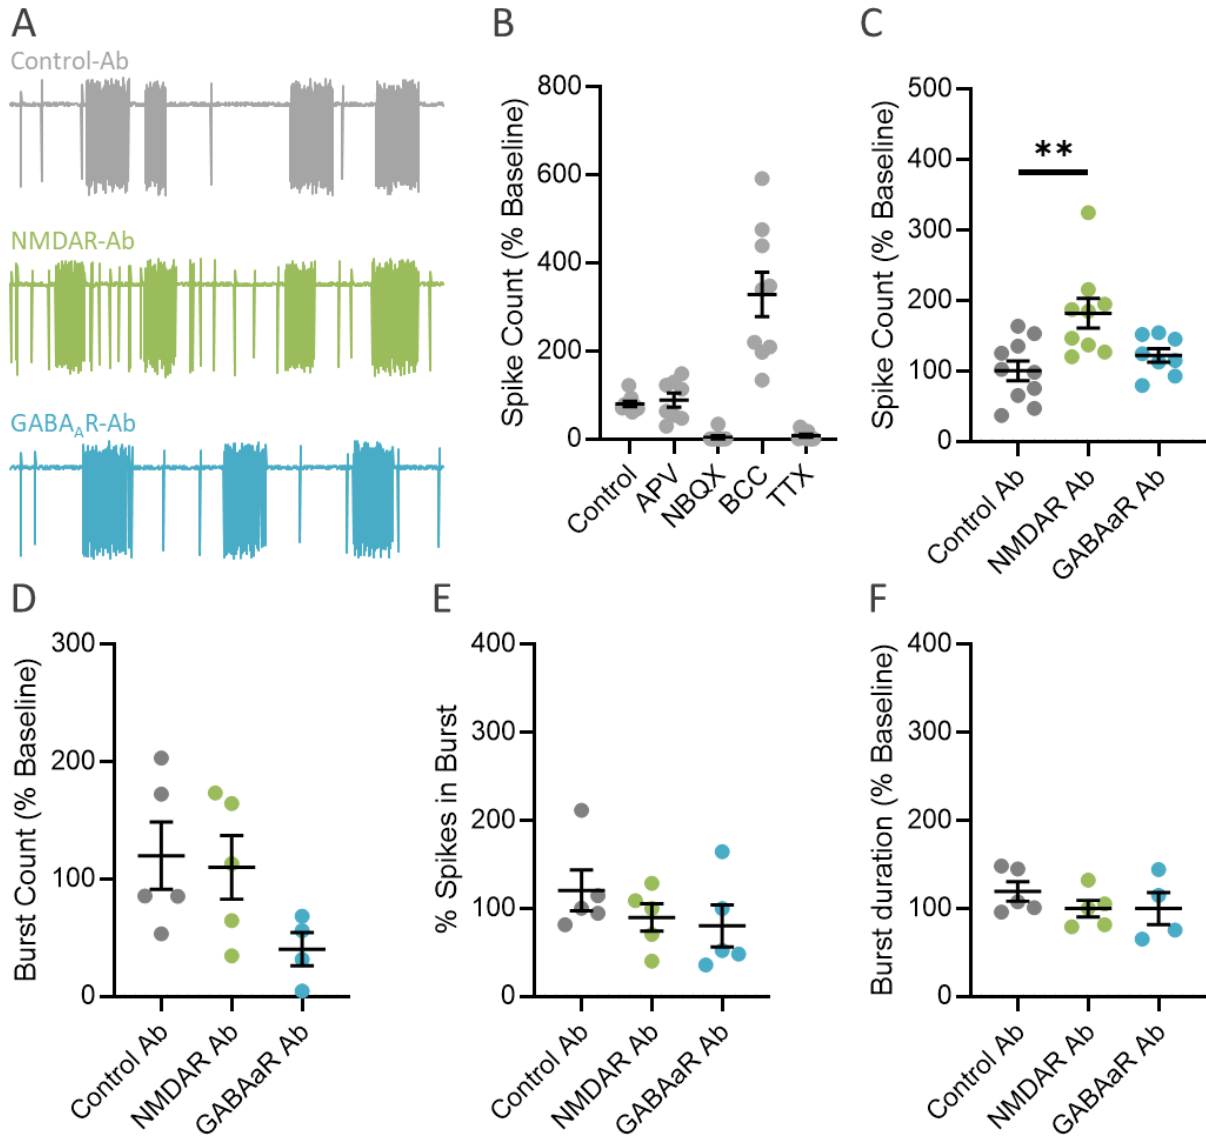 A
Control-Ab
NMDAR-Ab
GABAAR-Ab
B
Spike Count (% Baseline)
800
600
400
200
0
Control
APV
NBQX
BCC
TTX
C
Spike Count (% Baseline)
500
400
300
200
100
0
**
Control Ab
NMDAR Ab
GABAaR Ab
D
Burst Count (% Baseline)
300
200
100
0
Control Ab
NMDAR Ab
GABAaR Ab
E
% Spikes in Burst
400
300
200
100
0
Control Ab
NMDAR Ab
GABAaR Ab
F
Burst duration (% Baseline)
400
300
200
100
0
Control Ab
NMDAR Ab
GABAaR Ab